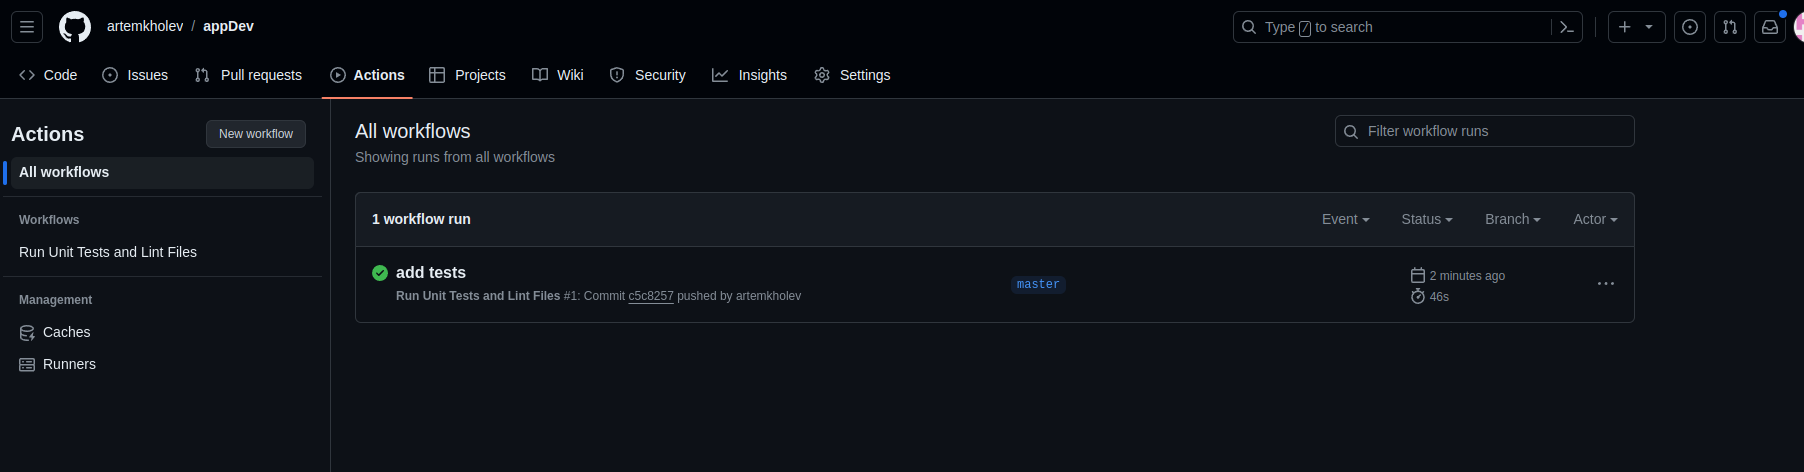 artemkholev / appDev
Type / to search
Code Issues Pull requests Actions Projects Wiki Security Insights Settings
Actions
New workflow
All workflows
Workflows
Run Unit Tests and Lint Files
Management
Caches
Runners
All workflows
Showing runs from all workflows
Filter workflow runs
1 workflow run
Event Status Branch Actor
add tests
Run Unit Tests and Lint Files #1: Commit c5c8257 pushed by artemkholev
master
2 minutes ago
46s